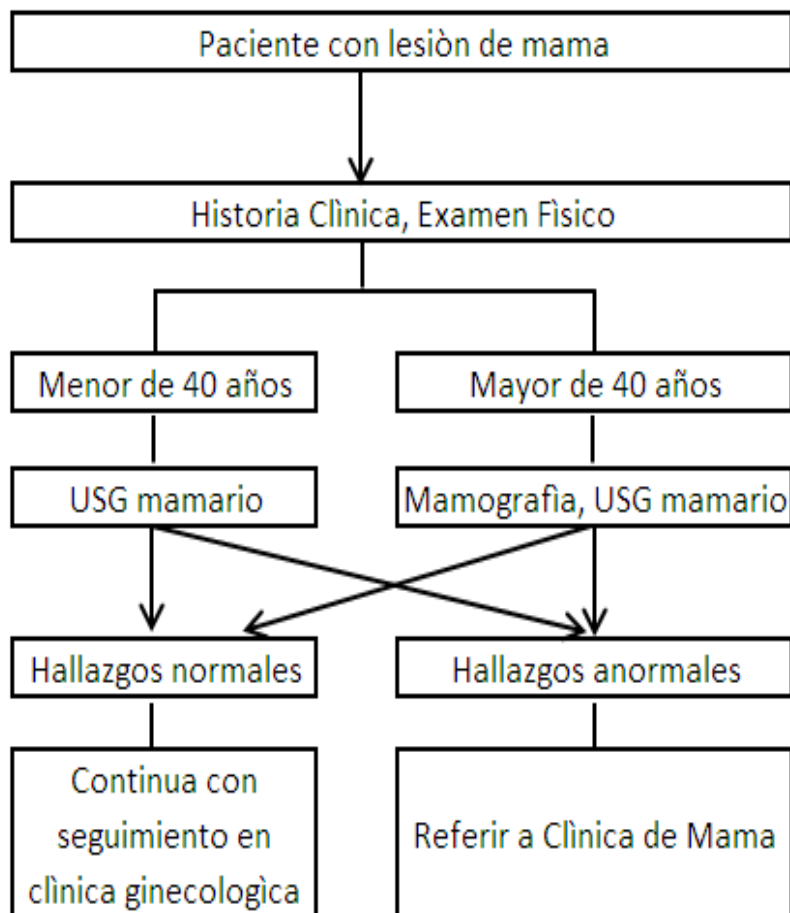 Paciente con lesiòn de mama
Historia Clìnica, Examen Fìsico
Menor de 40 años
Mayor de 40 años
USG mamario
Mamografìa, USG mamario
Hallazgos normales
Hallazgos anormales
Continua con
seguimiento en
clìnica ginecologìca
Referir a Clìnica de Mama